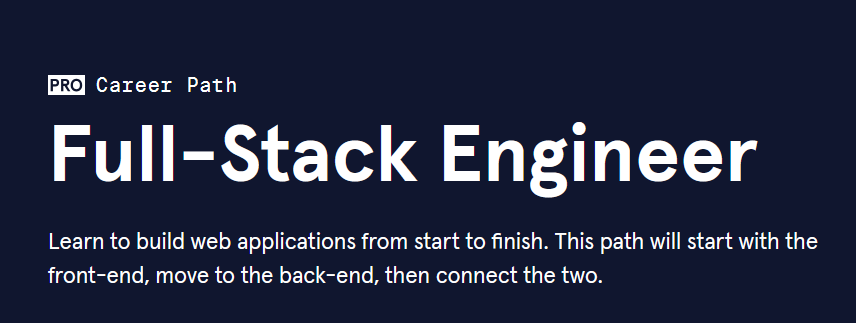 PRO Career Path
Full-Stack Engineer
Learn to build web applications from start to finish. This path will start with the
front-end, move to the back-end, then connect the two.